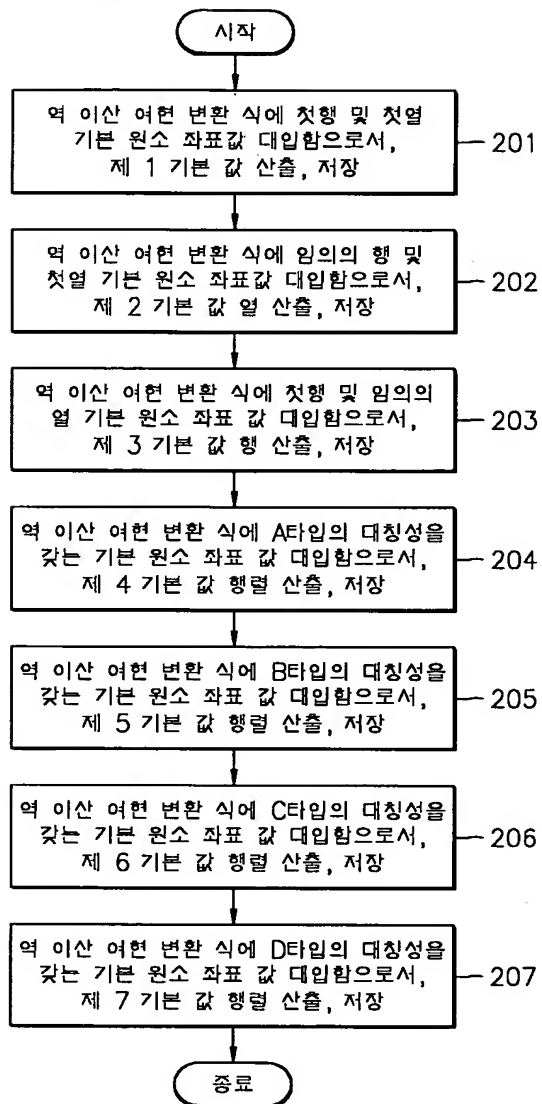 시작
역 이산 여현 변환 식에 첫행 및 첫열
기본 원소 좌표값 대입함으로서,
제 1 기본 값 산출, 저장
201
역 이산 여현 변환 식에 임의의 행 및
첫열 기본 원소 좌표값 대입함으로서,
제 2 기본 값 열 산출, 저장
202
역 이산 여현 변환 식에 첫행 및 임의의
열 기본 원소 좌표 값 대입함으로서,
제 3 기본 값 행 산출, 저장
203
역 이산 여현 변환 식에 A타입의 대칭성을
갖는 기본 원소 좌표 값 대입함으로서,
제 4 기본 값 행렬 산출, 저장
204
역 이산 여현 변환 식에 B타입의 대칭성을
갖는 기본 원소 좌표 값 대입함으로서,
제 5 기본 값 행렬 산출, 저장
205
역 이산 여현 변환 식에 C타입의 대칭성을
갖는 기본 원소 좌표 값 대입함으로서,
제 6 기본 값 행렬 산출, 저장
206
역 이산 여현 변환 식에 D타입의 대칭성을
갖는 기본 원소 좌표 값 대입함으로서,
제 7 기본 값 행렬 산출, 저장
207
종료